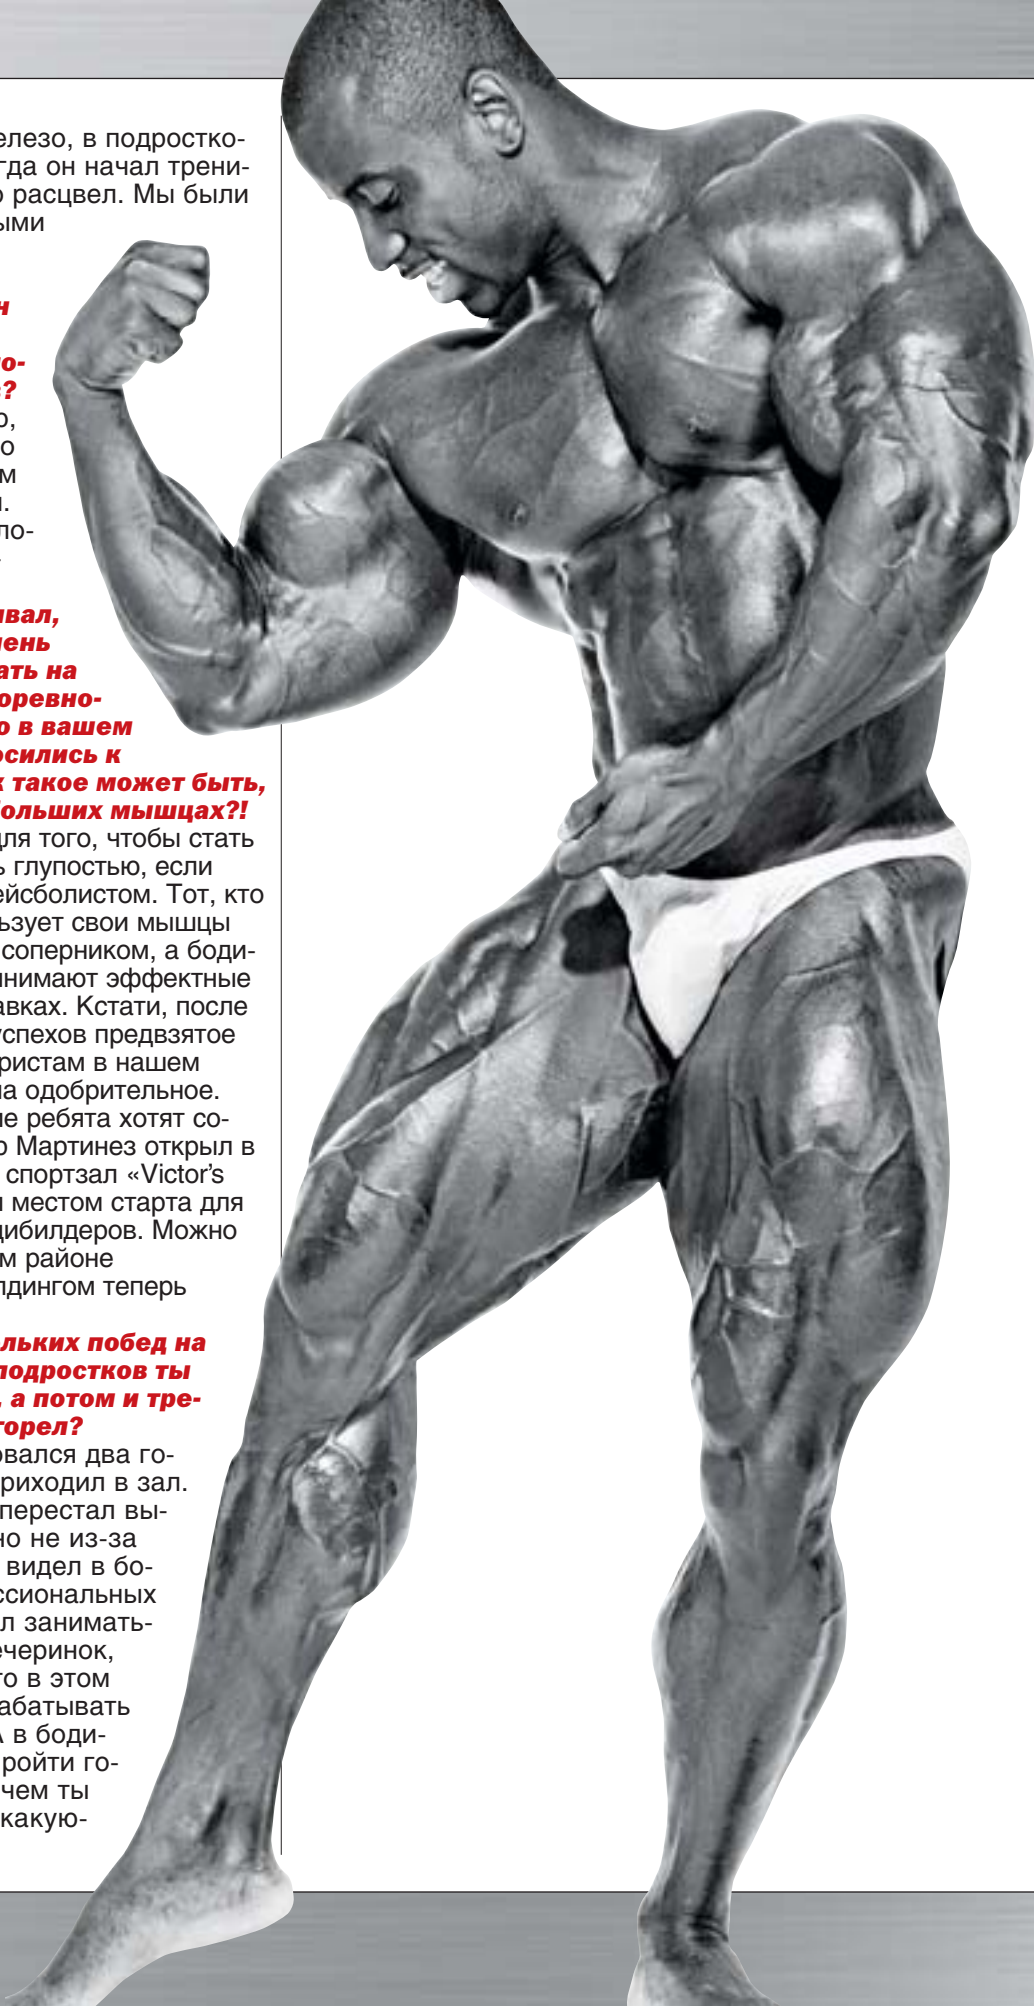 елезо, в подростко-
гда он начал трени-
о расцвел. Мы были
ыми
н
о-
?
о,
о
м
.
ло-
-
вал,
ень
ать на
оревно-
о в вашем
осились к
к такое может быть,
ольших мышцах?!
для того, чтобы стать
ь глупостью, если
ейсболистом. Тот, кто
ьзует свои мышцы
соперником, а боди-
инимают эффектные
авках. Кстати, после
успехов предвзятое
ристам в нашем
на одобрительное.
ые ребята хотят со-
р Мартинез открыл в
спортзал «Victor's
и местом старта для
дибилдеров. Можно
м районе
лдингом теперь
льких побед на
подростков ты
, а потом и тре-
горел?
овался два го-
риходил в зал.
перестал вы-
но не из-за
видел в бо-
ссиональных
л занимать-
ечеринок,
то в этом
абатывать
А в боди-
ройти го-
чем ты
какую-